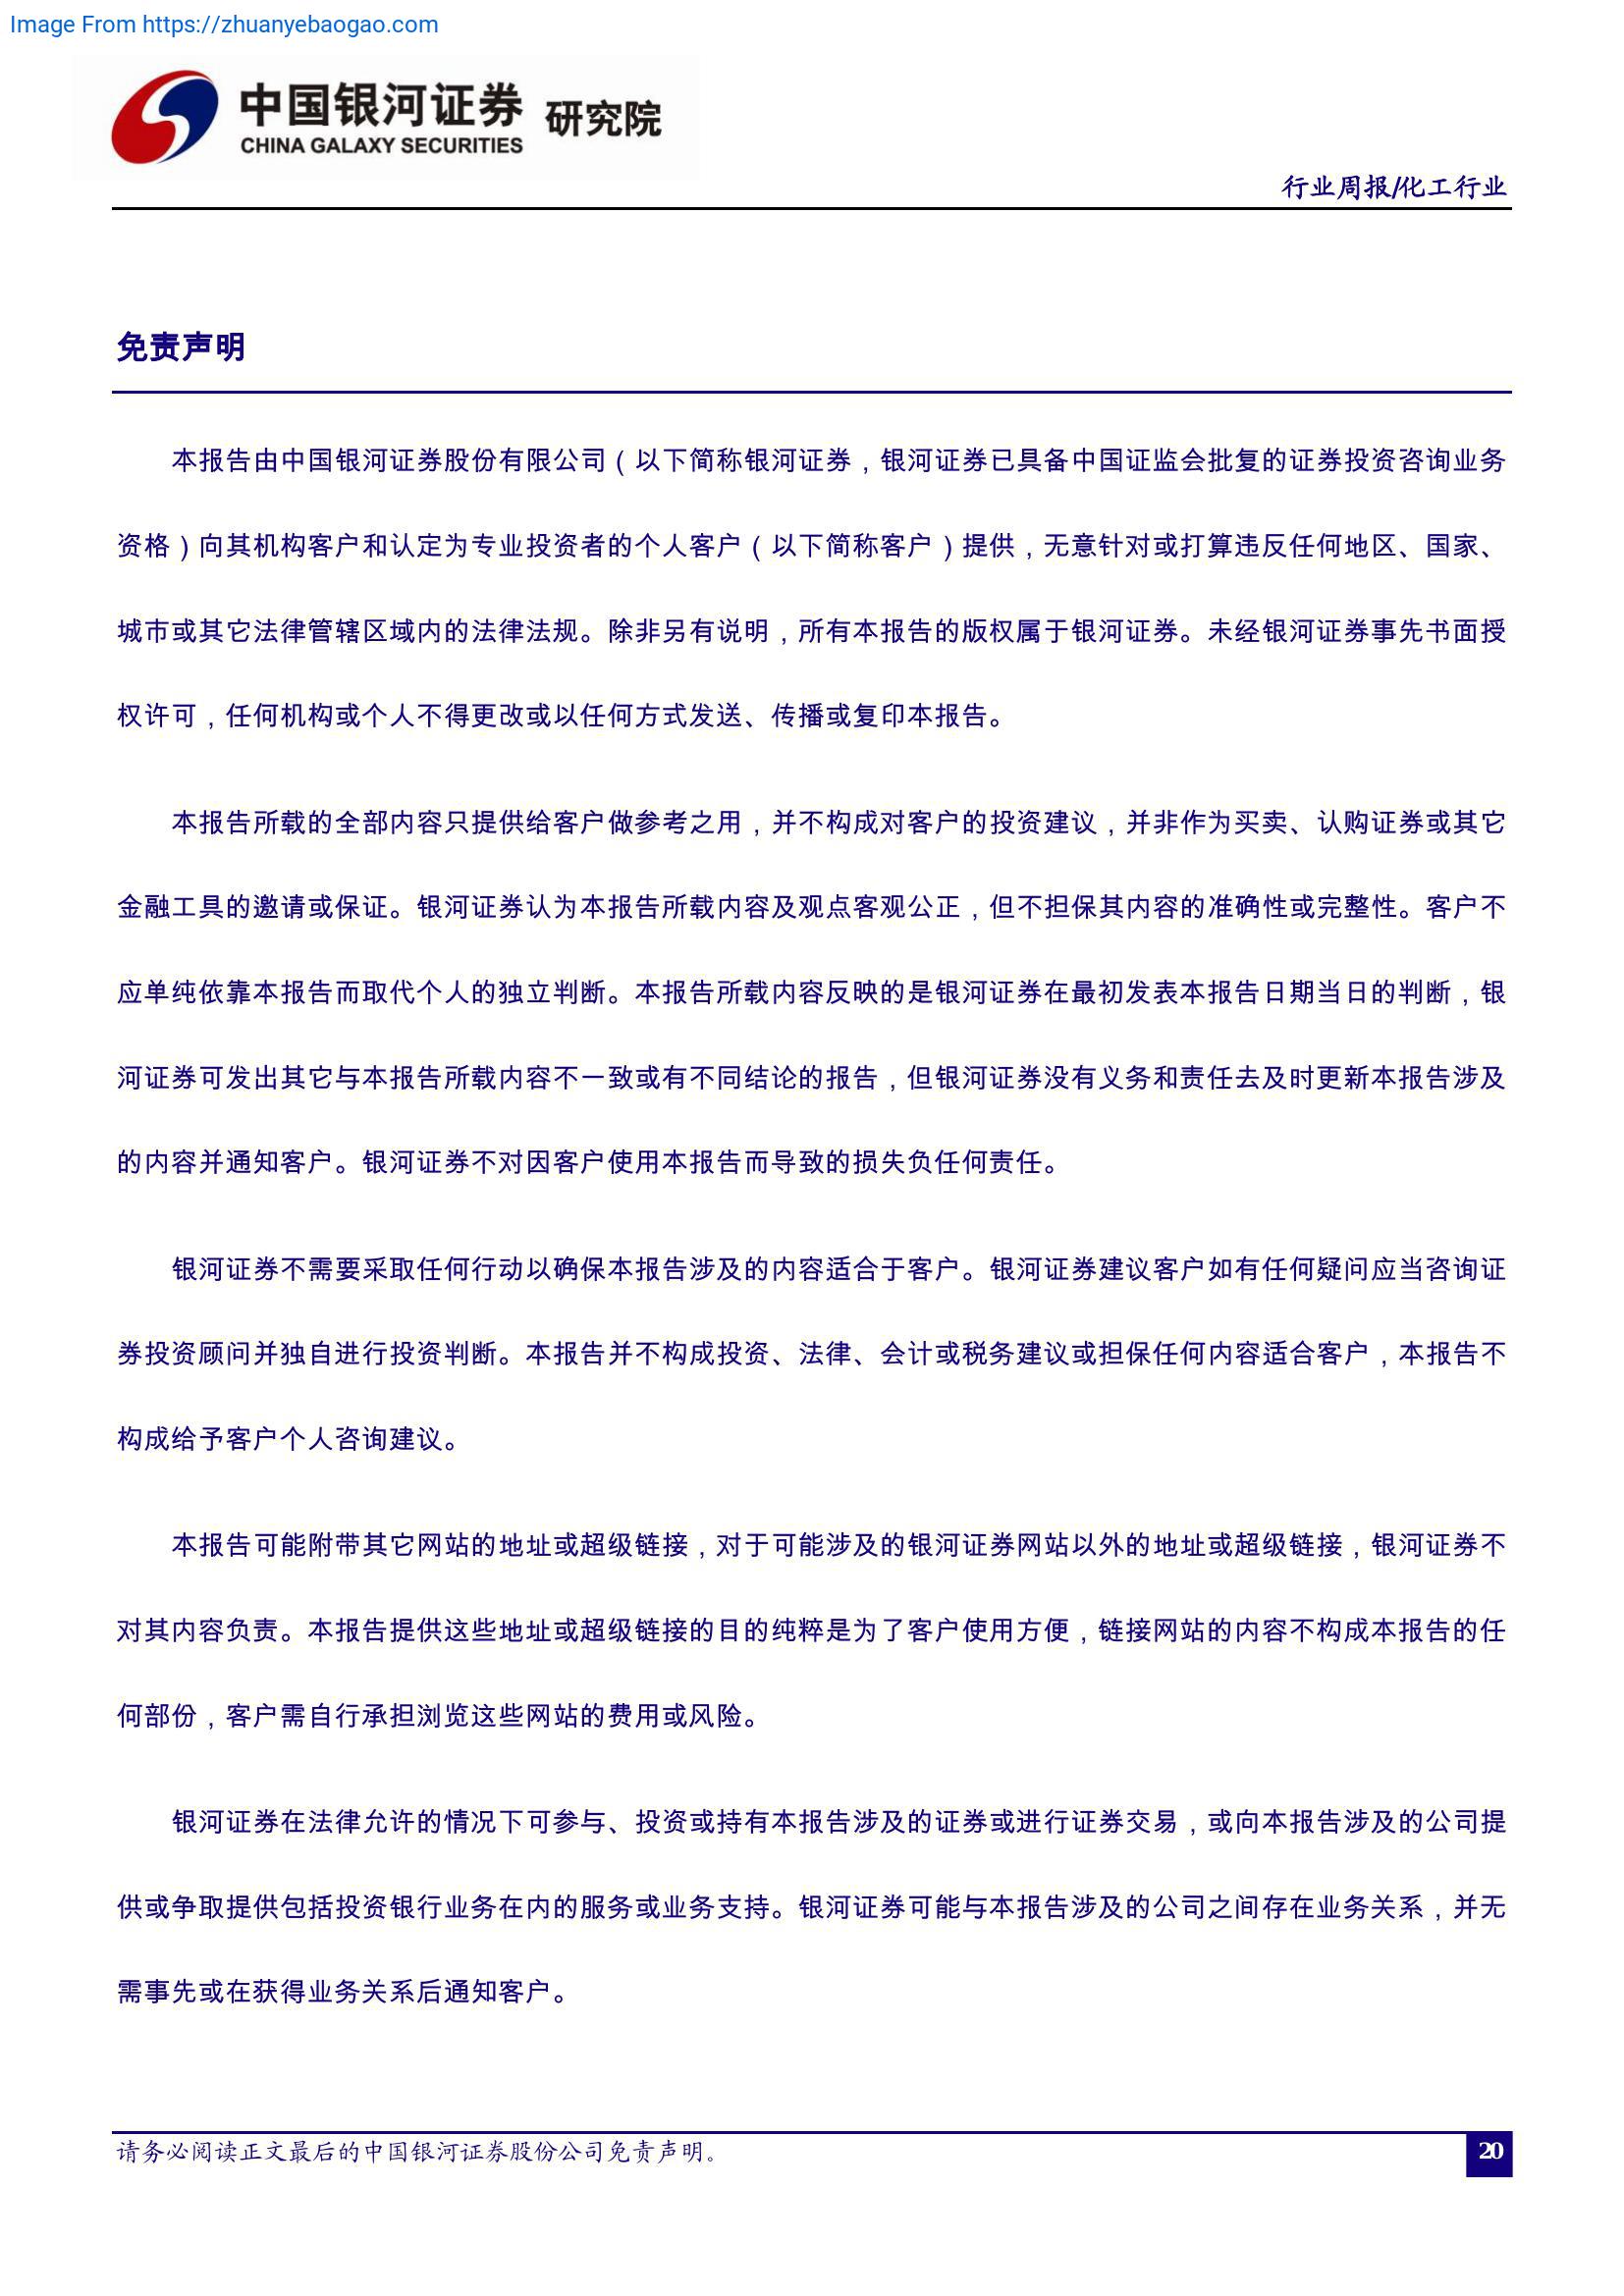 Image From https://zhuanyebaogao.com
中国银河证券 研究院
CHINA GALAXY SECURITIES
行业周报/化工行业
免责声明
本报告由中国银河证券股份有限公司（以下简称银河证券，银河证券已具备中国证监会批复的证券投资咨询业务
资格）向其机构客户和认定为专业投资者的个人客户（以下简称客户）提供，无意针对或打算违反任何地区、国家、
城市或其它法律管辖区域内的法律法规。除非另有说明，所有本报告的版权属于银河证券。未经银河证券事先书面授
权许可，任何机构或个人不得更改或以任何方式发送、传播或复印本报告。
本报告所载的全部内容只提供给客户做参考之用，并不构成对客户的投资建议，并非作为买卖、认购证券或其它
金融工具的邀请或保证。银河证券认为本报告所载内容及观点客观公正，但不担保其内容的准确性或完整性。客户不
应单纯依靠本报告而取代个人的独立判断。本报告所载内容反映的是银河证券在最初发表本报告日期当日的判断，银
河证券可发出其它与本报告所载内容不一致或有不同结论的报告，但银河证券没有义务和责任去及时更新本报告涉及
的内容并通知客户。银河证券不对因客户使用本报告而导致的损失负任何责任。
银河证券不需要采取任何行动以确保本报告涉及的内容适合于客户。银河证券建议客户如有任何疑问应当咨询证
券投资顾问并独自进行投资判断。本报告并不构成投资、法律、会计或税务建议或担保任何内容适合客户，本报告不
构成给予客户个人咨询建议。
本报告可能附带其它网站的地址或超级链接，对于可能涉及的银河证券网站以外的地址或超级链接，银河证券不
对其内容负责。本报告提供这些地址或超级链接的目的纯粹是为了客户使用方便，链接网站的内容不构成本报告的任
何部份，客户需自行承担浏览这些网站的费用或风险。
银河证券在法律允许的情况下可参与、投资或持有本报告涉及的证券或进行证券交易，或向本报告涉及的公司提
供或争取提供包括投资银行业务在内的服务或业务支持。银河证券可能与本报告涉及的公司之间存在业务关系，并无
需事先或在获得业务关系后通知客户。
请务必阅读正文最后的中国银河证券股份公司免责声明。
20